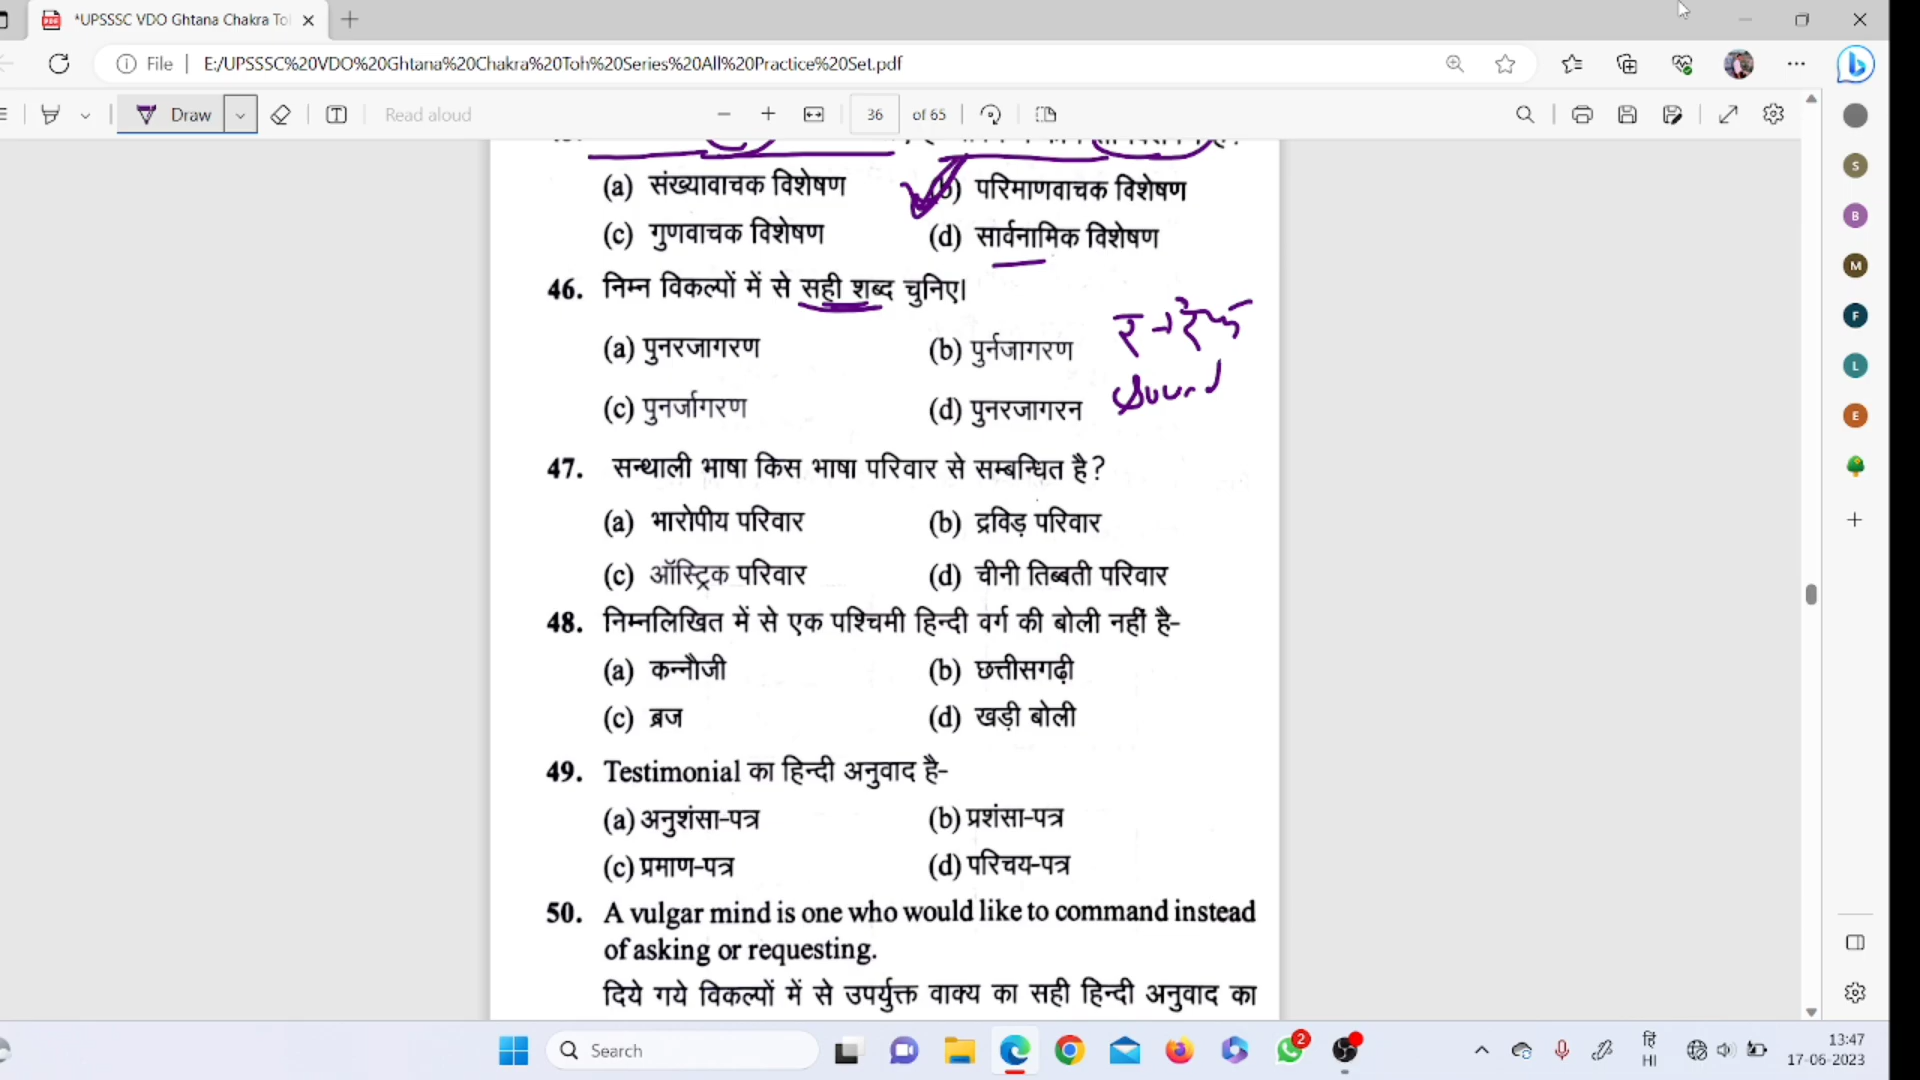 *UPSSSC VDO Ghtana Chakra To
File | E:/UPSSSC%20VDO%20Ghtana%20Chakra%20Toh%20Series%20All%20Practice%20Set.pdf
Draw Read aloud 36 of 65
(a) संख्यावाचक विशेषण (b) परिमाणवाचक विशेषण
(c) गुणवाचक विशेषण (d) सार्वनामिक विशेषण
46. निम्न विकल्पों में से सही शब्द चुनिए।
(a) पुनरजागरण (b) पुर्नजागरण
(c) पुनर्जागरण (d) पुनरजागरन
47. सन्थाली भाषा किस भाषा परिवार से सम्बन्धित है?
(a) भारोपीय परिवार (b) द्रविड़ परिवार
(c) ऑस्ट्रिक परिवार (d) चीनी तिब्बती परिवार
48. निम्नलिखित में से एक पश्चिमी हिन्दी वर्ग की बोली नहीं है-
(a) कन्नौजी (b) छत्तीसगढ़ी
(c) ब्रज (d) खड़ी बोली
49. Testimonial का हिन्दी अनुवाद है-
(a) अनुशंसा-पत्र (b) प्रशंसा-पत्र
(c) प्रमाण-पत्र (d) परिचय-पत्र
50. A vulgar mind is one who would like to command instead
of asking or requesting.
दिये गये विकल्पों में से उपर्युक्त वाक्य का सही हिन्दी अनुवाद का
S
B
M
F
L
E
Search
2
हि
HI
13:47
17-06-2023